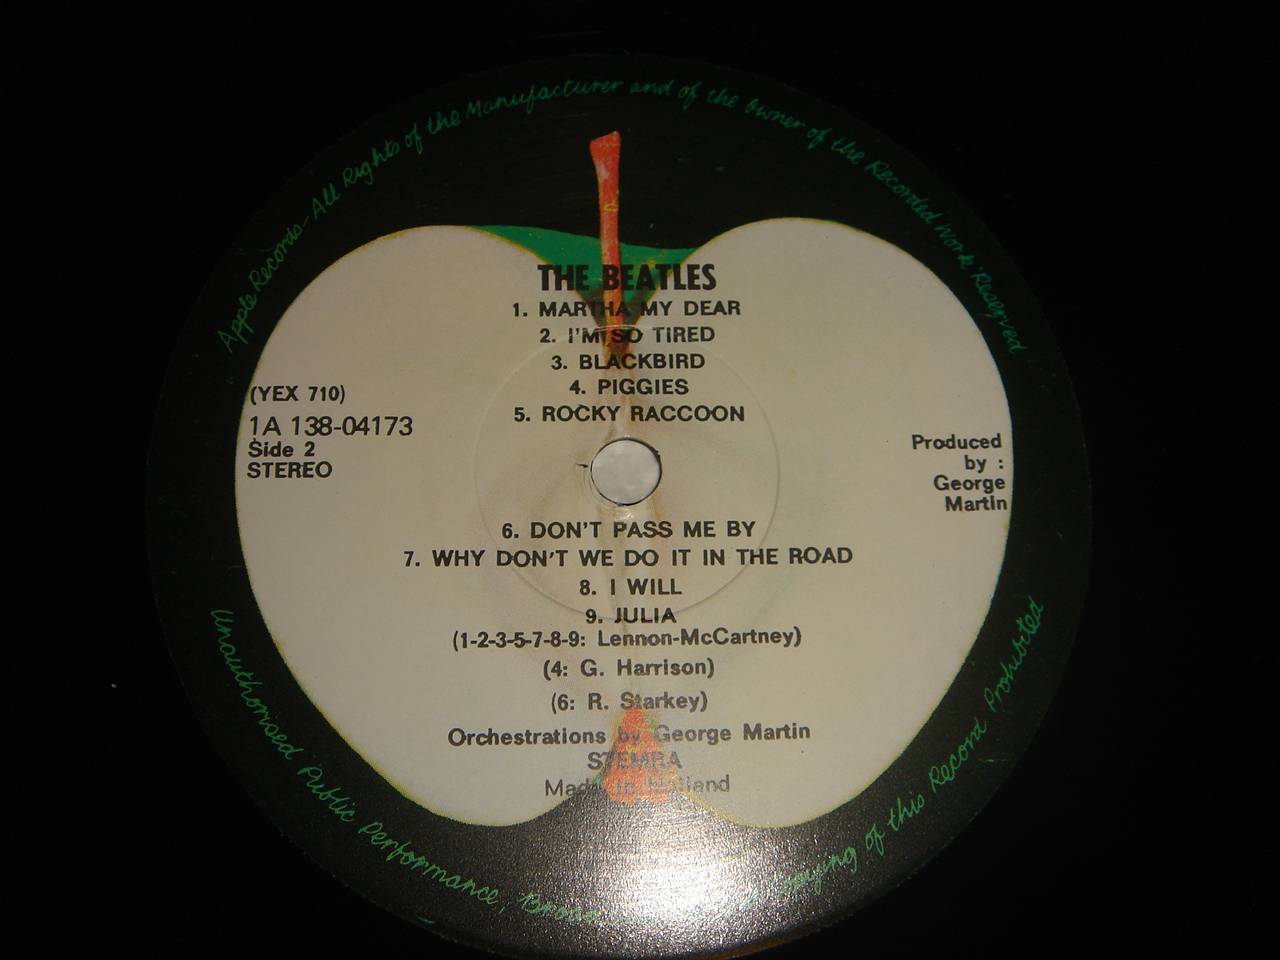 Apple Records - All Rights of the Manufacturer and of the Owner of the Recorded Work Reserved
THE BEATLES
1. MARTHA MY DEAR
2. I'M SO TIRED
3. BLACKBIRD
4. PIGGIES
5. ROCKY RACCOON
(YEX 710)
1A 138-04173
Side 2
STEREO
Produced
by :
George
Martin
6. DON'T PASS ME BY
7. WHY DON'T WE DO IT IN THE ROAD
8. I WILL
9. JULIA
(1-2-3-5-7-8-9: Lennon-McCartney)
(4: G. Harrison)
(6: R. Starkey)
Orchestrations by George Martin
STEMRA
Made in Holland
Unauthorised Public Performance, copying of this Record Prohibited